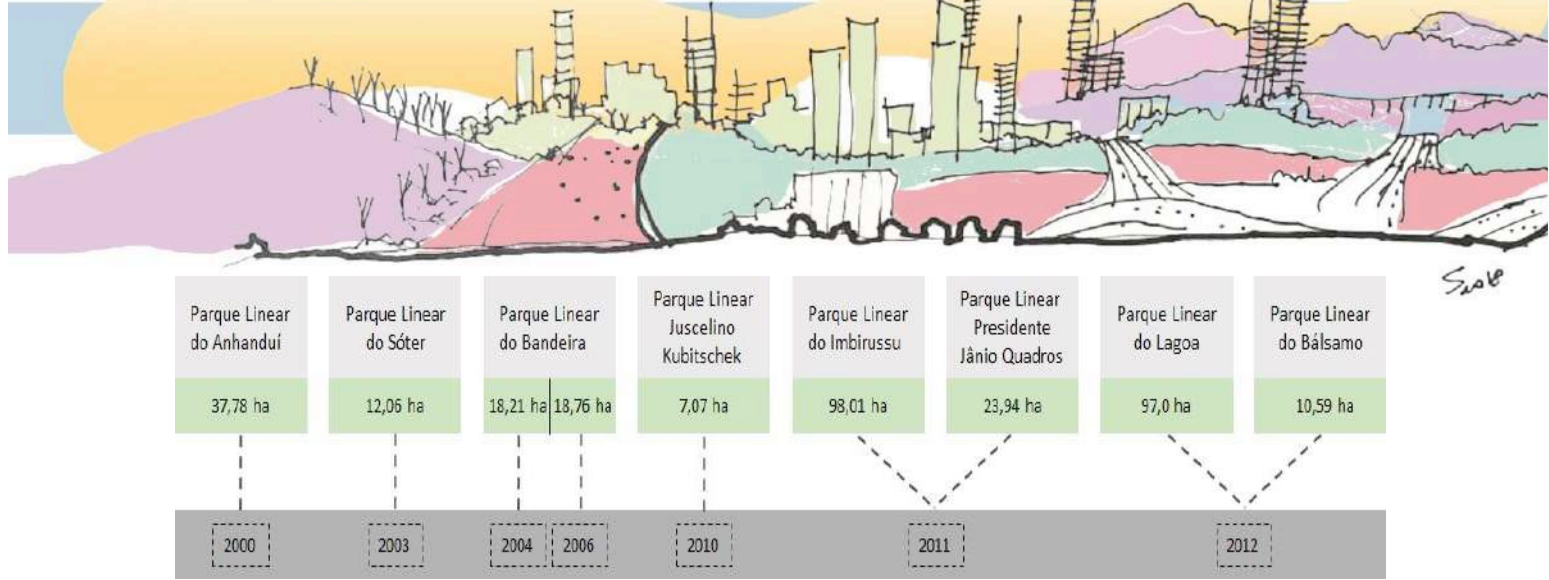 Parque Linear
do Anhanduí
Parque Linear
do Sóter
Parque Linear
do Bandeira
Parque Linear
Juscelino
Kubitschek
Parque Linear
do Imbirussu
Parque Linear
Presidente
Jânio Quadros
Parque Linear
do Lagoa
Parque Linear
do Bálsamo
37,78 ha
12,06 ha
18,21 ha 18,76 ha
7,07 ha
98,01 ha
23,94 ha
97,0 ha
10,59 ha
2000
2003
2004
2006
2010
2011
2012